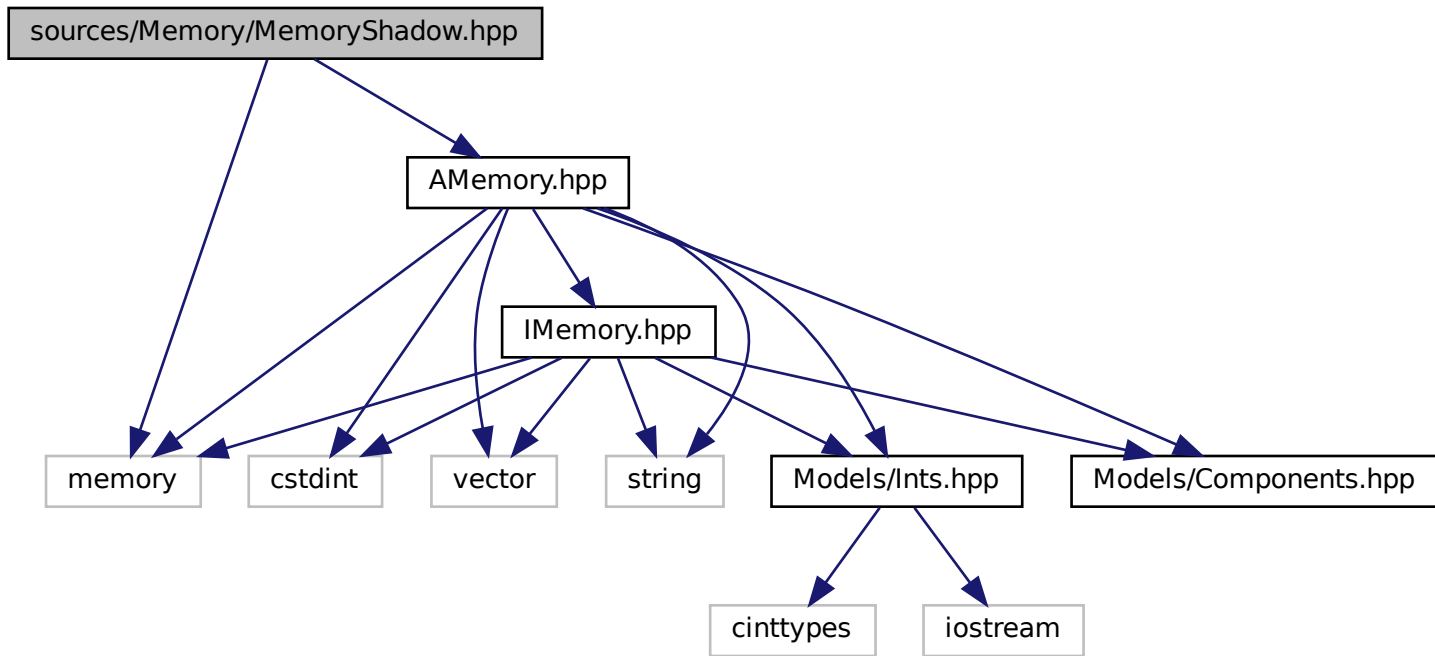 sources/Memory/MemoryShadow.hpp
AMemory.hpp
IMemory.hpp
memory
cstdint
vector
string
Models/Ints.hpp
Models/Components.hpp
cinttypes
iostream